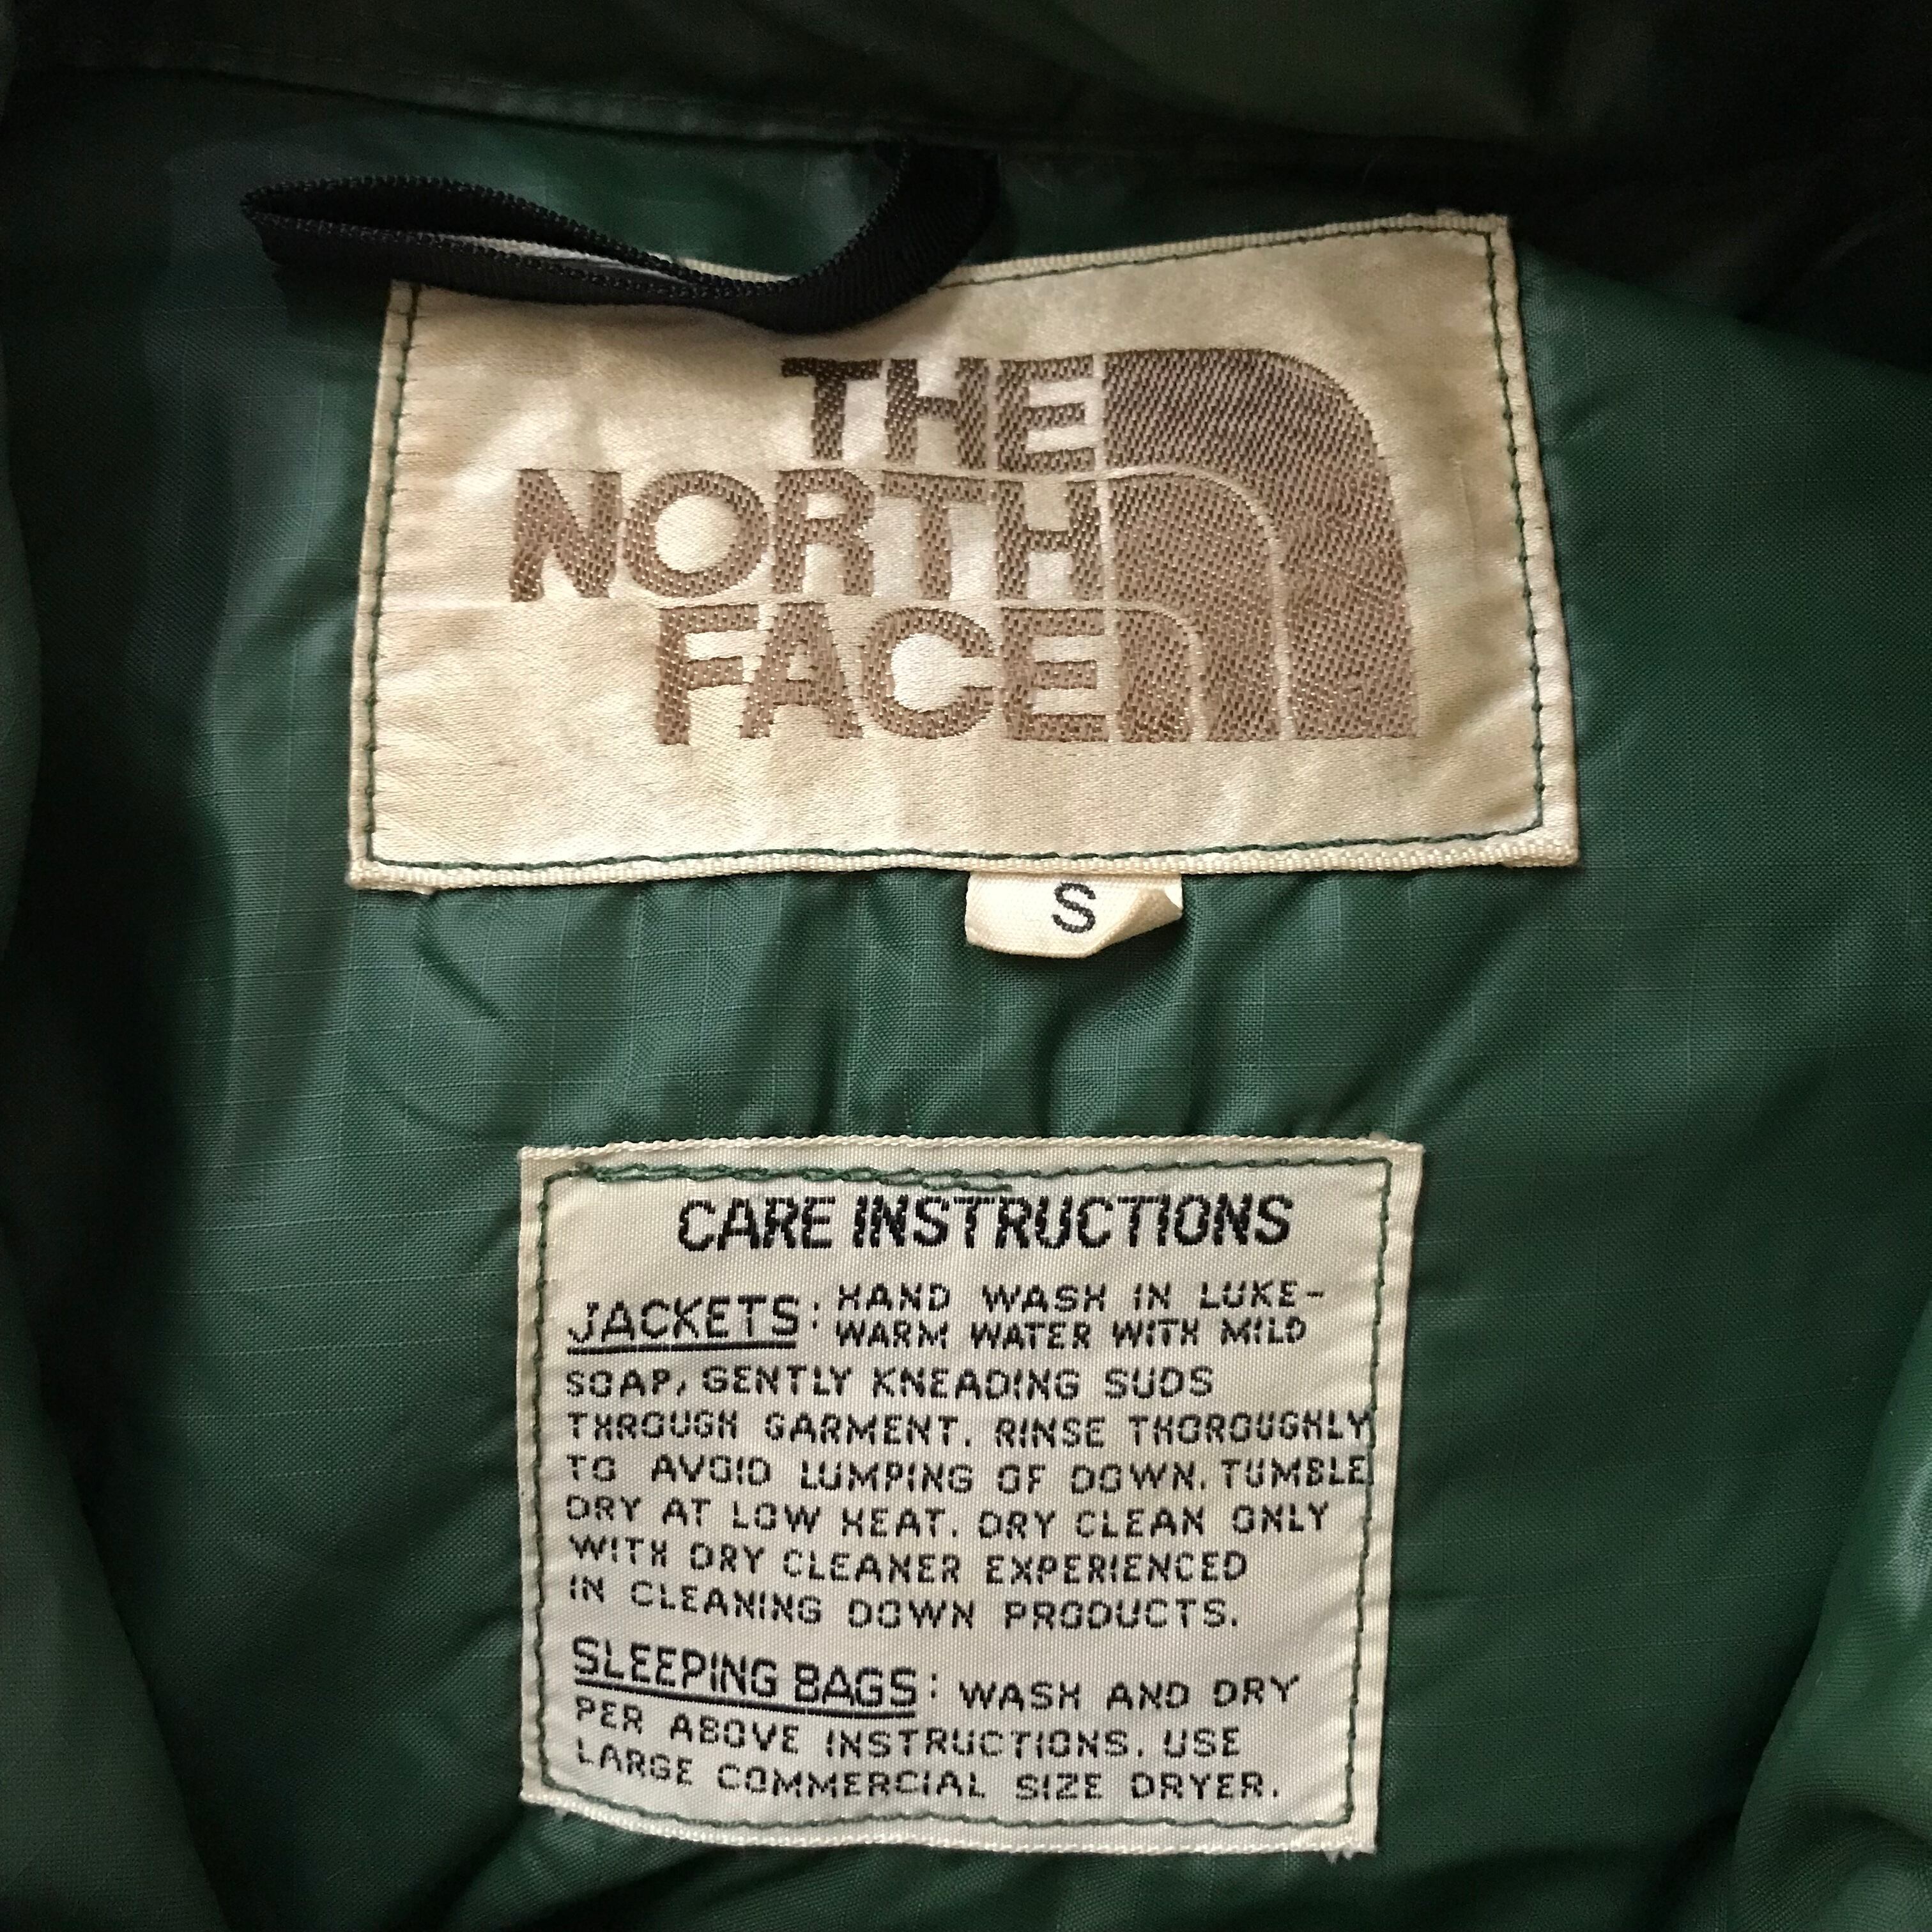 THE
NORTH
FACE
S
CARE INSTRUCTIONS
JACKETS: HAND WASH IN LUKE-
WARM WATER WITH MILD
SOAP, GENTLY KNEADING SUDS
THROUGH GARMENT. RINSE THOROUGHLY
TO AVOID LUMPING OF DOWN. TUMBLE
DRY AT LOW HEAT. DRY CLEAN ONLY
WITH DRY CLEANER EXPERIENCED
IN CLEANING DOWN PRODUCTS.
SLEEPING BAGS: WASH AND DRY
PER ABOVE INSTRUCTIONS. USE
LARGE COMMERCIAL SIZE DRYER.